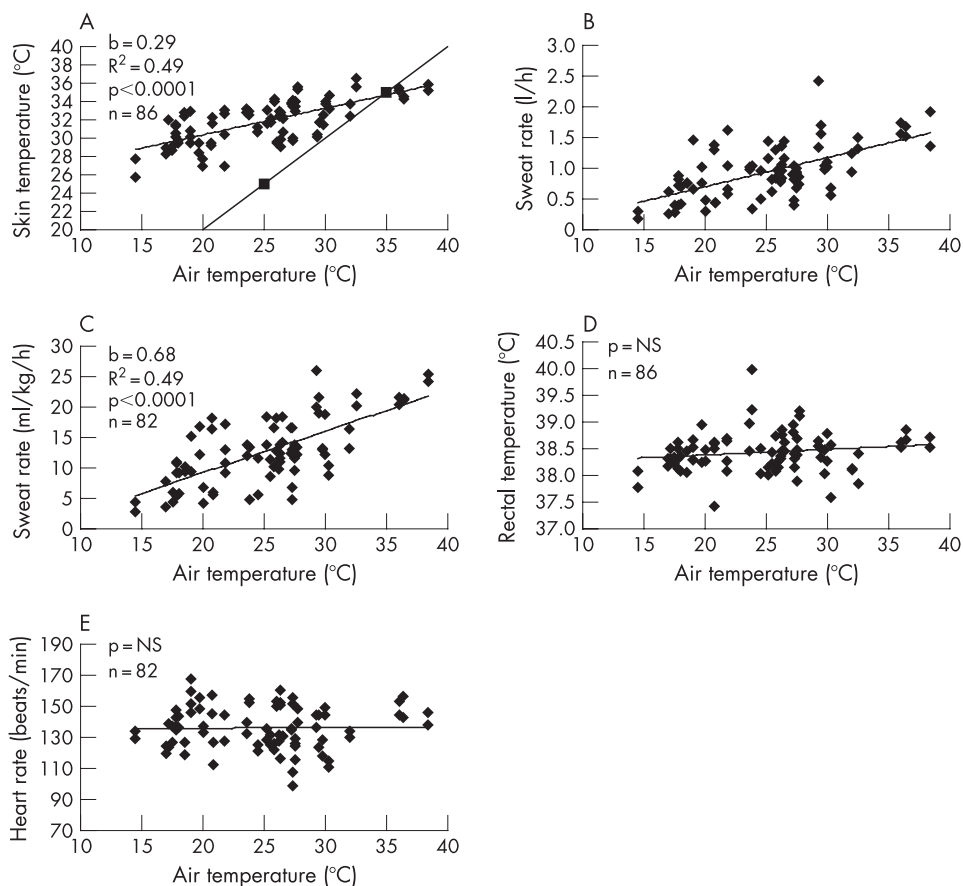 A
b = 0.29
R² = 0.49
p<0.0001
n = 86
Skin temperature (°C)
40
38
36
34
32
30
28
26
24
22
20
10 15 20 25 30 35 40
Air temperature (°C)
B
Sweat rate (l/h)
3.0
2.5
2.0
1.5
1.0
0.5
0
10 15 20 25 30 35 40
Air temperature (°C)
C
b = 0.68
R² = 0.49
p<0.0001
n = 82
Sweat rate (ml/kg/h)
30
25
20
15
10
5
0
10 15 20 25 30 35 40
Air temperature (°C)
D
p = NS
n = 86
Rectal temperature (°C)
40.5
40.0
39.5
39.0
38.5
38.0
37.5
37.0
10 15 20 25 30 35 40
Air temperature (°C)
E
p = NS
n = 82
Heart rate (beats/min)
190
170
150
130
110
90
70
10 15 20 25 30 35 40
Air temperature (°C)